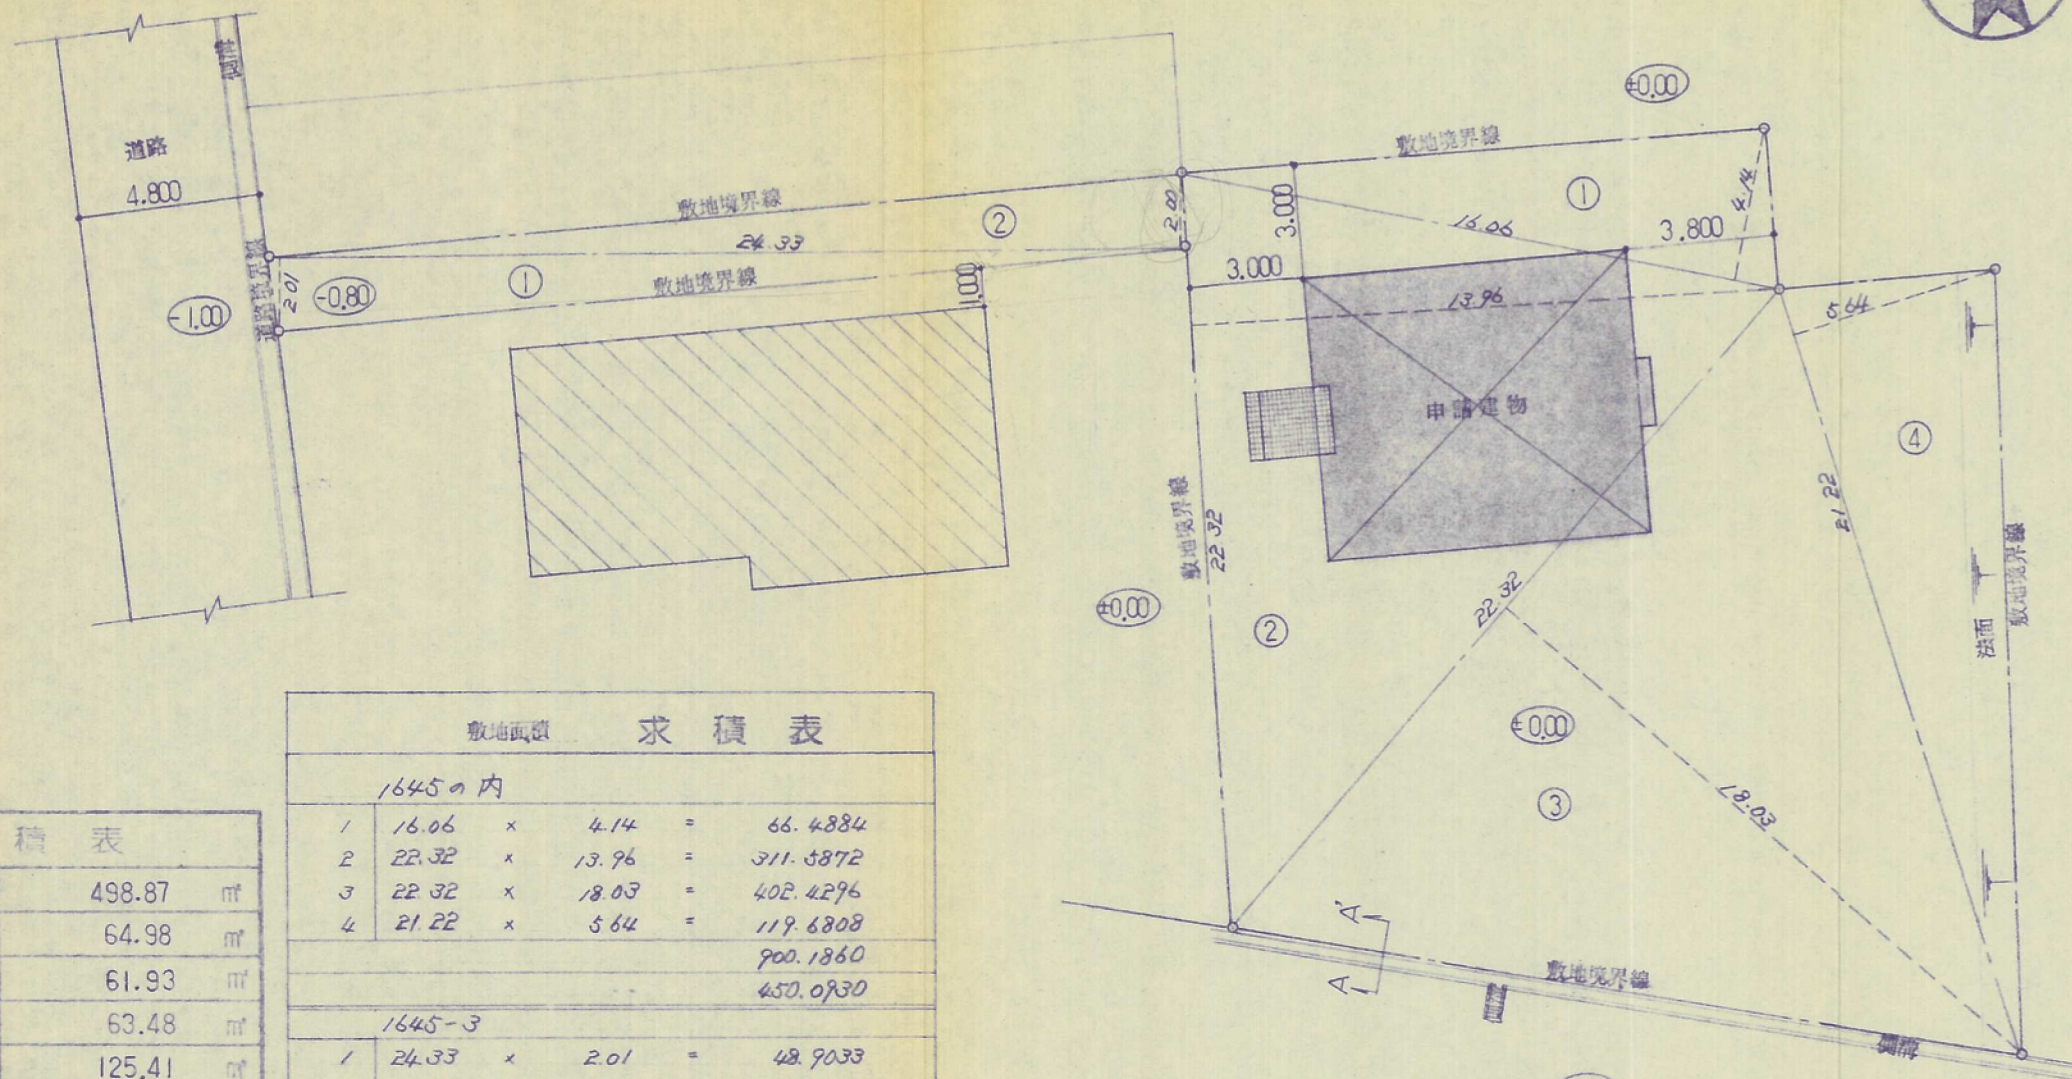 側溝
±0.00
道路
4.800
敷地境界線
敷地境界線
①
2.00
3.000
16.06
4.14
②
24.33
3.800
道路境界線
2.01
-1.00
-0.80
①
敷地境界線
1.000
3.000
13.96
5.64
申請建物
④
敷地境界線
22.32
21.22
敷地境界線
法面
±0.00
②
22.32
±0.00
③
18.03
A
A
敷地境界線
側溝
敷地面積 求積表
1645の内
1 16.06 × 4.14 = 66.4884
2 22.32 × 13.96 = 311.5872
3 22.32 × 18.03 = 402.4296
4 21.22 × 5.64 = 119.6808
900.1860
450.0930
1645-3
1 24.33 × 2.01 = 48.9033
積表
498.87 ㎡
64.98 ㎡
61.93 ㎡
63.48 ㎡
125.41 ㎡